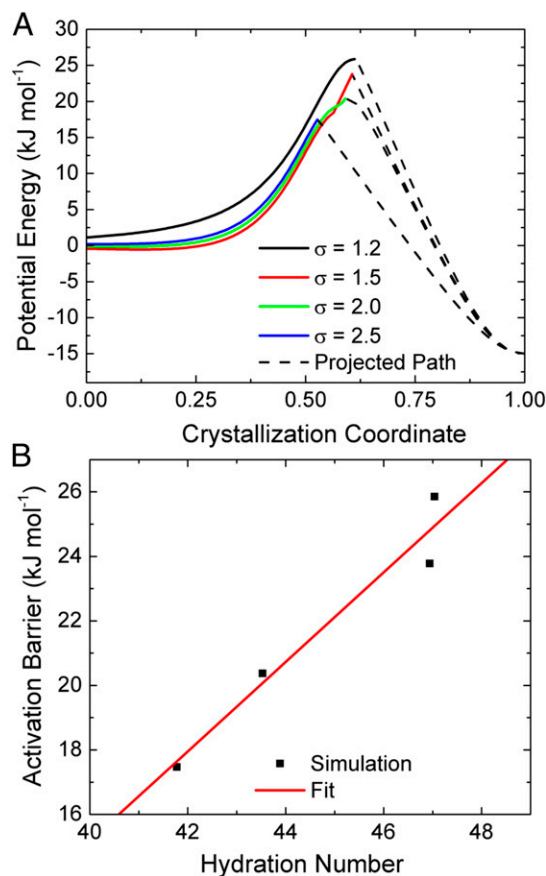 A
Potential Energy (kJ mol⁻¹)
30
25
20
15
10
5
0
-5
-10
-15
σ = 1.2
σ = 1.5
σ = 2.0
σ = 2.5
Projected Path
0.00 0.25 0.50 0.75 1.00
Crystallization Coordinate
B
Activation Barrier (kJ mol⁻¹)
26
24
22
20
18
16
Simulation
Fit
40 42 44 46 48
Hydration Number